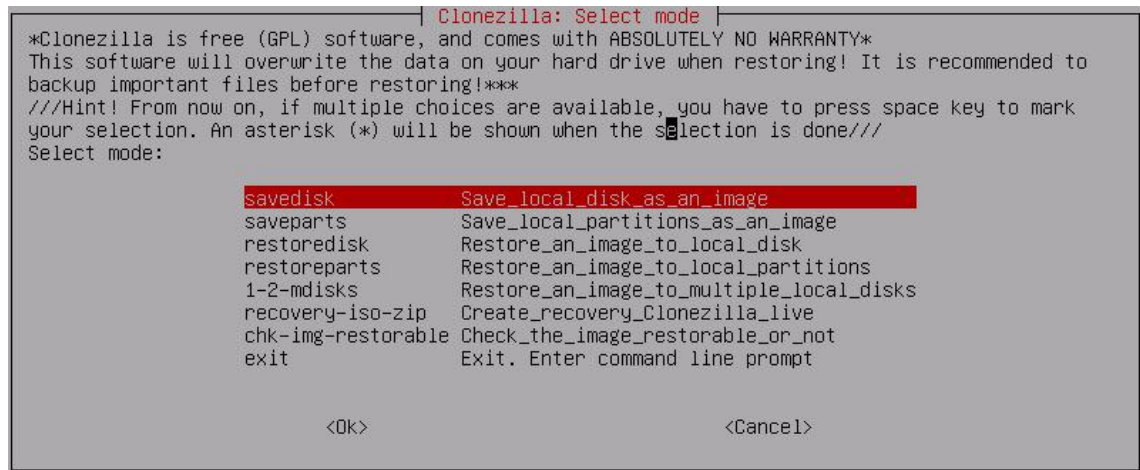 Clonezilla: Select mode
*Clonezilla is free (GPL) software, and comes with ABSOLUTELY NO WARRANTY*
This software will overwrite the data on your hard drive when restoring! It is recommended to
backup important files before restoring!***
///Hint! From now on, if multiple choices are available, you have to press space key to mark
your selection. An asterisk (*) will be shown when the selection is done///
Select mode:
savedisk Save_local_disk_as_an_image
saveparts Save_local_partitions_as_an_image
restoredisk Restore_an_image_to_local_disk
restoreparts Restore_an_image_to_local_partitions
1-2-mdisks Restore_an_image_to_multiple_local_disks
recovery-iso-zip Create_recovery_Clonezilla_live
chk-img-restorable Check_the_image_restorable_or_not
exit Exit. Enter command line prompt
<Ok> <Cancel>